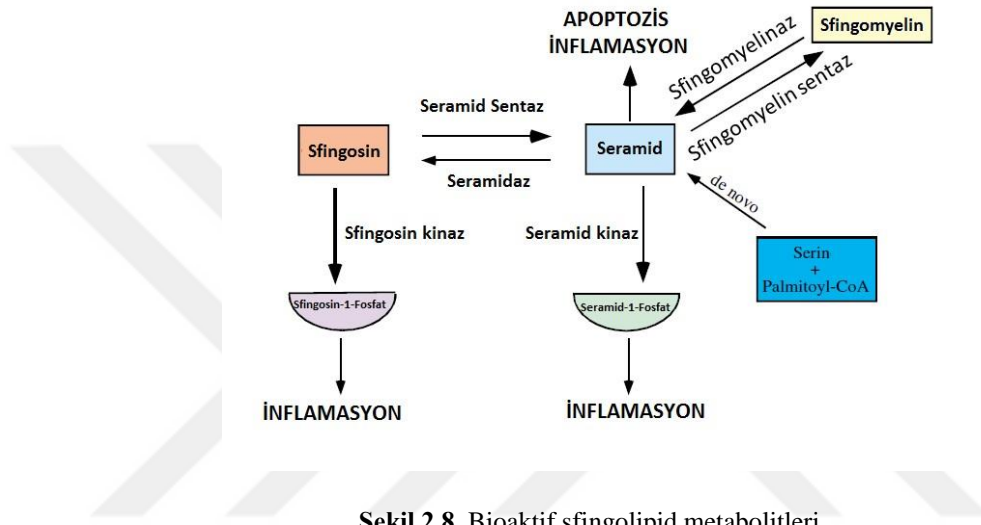 APOPTOZİS
İNFLAMASYON
Sfingomyelin
Sfingomyelinaz
Sfingomyelin sentaz
Seramid Sentaz
Sfingosin
Seramid
Seramidaz
de novo
Sfingosin kinaz
Seramid kinaz
Serin
+
Palmitoyl-CoA
Sfingosin-1-Fosfat
Seramid-1-Fosfat
İNFLAMASYON
İNFLAMASYON
Şekil 2.8. Bioaktif sfingolipid metabolitleri